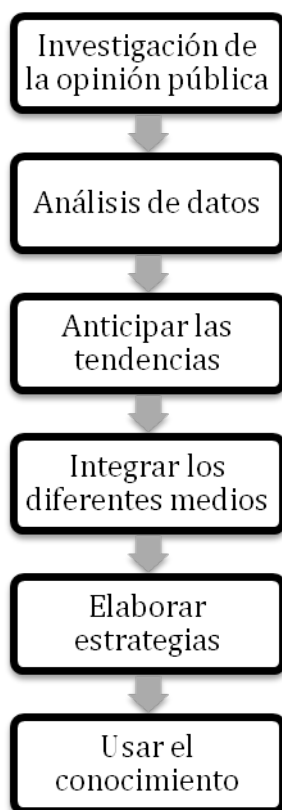 Investigación de
la opinión pública
Análisis de datos
Anticipar las
tendencias
Integrar los
diferentes medios
Elaborar
estrategias
Usar el
conocimiento